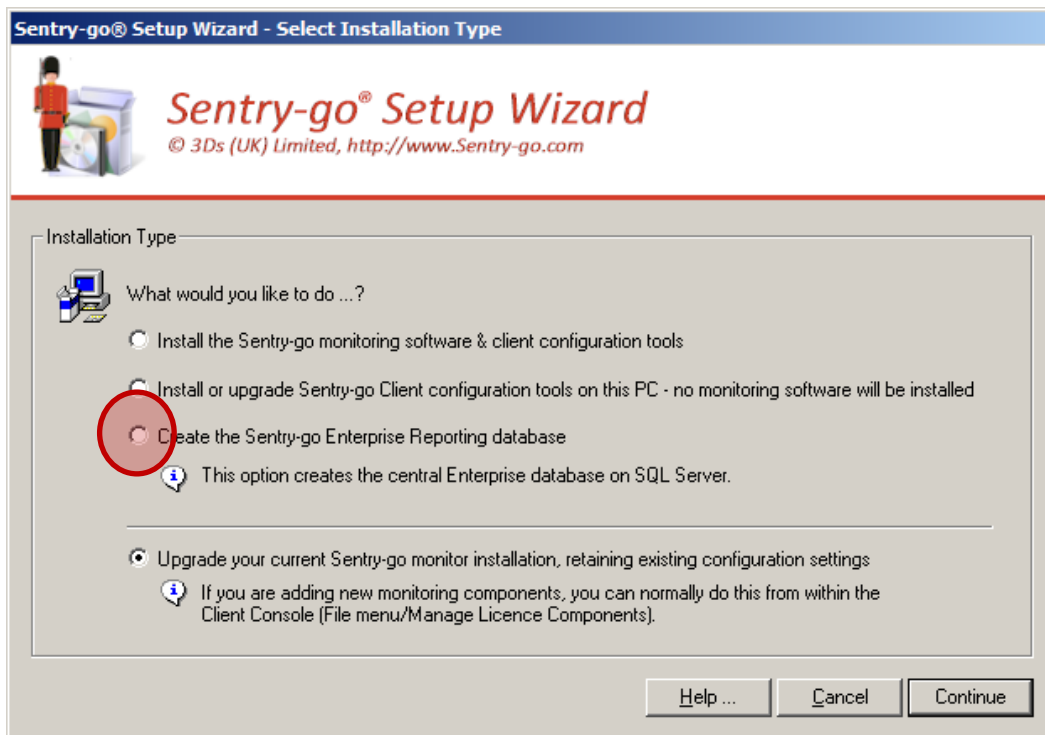 Sentry-go® Setup Wizard - Select Installation Type
Sentry-go® Setup Wizard
© 3Ds (UK) Limited, http://www.Sentry-go.com
Installation Type
What would you like to do ...?
Install the Sentry-go monitoring software & client configuration tools
Install or upgrade Sentry-go Client configuration tools on this PC - no monitoring software will be installed
Create the Sentry-go Enterprise Reporting database
This option creates the central Enterprise database on SQL Server.
Upgrade your current Sentry-go monitor installation, retaining existing configuration settings
If you are adding new monitoring components, you can normally do this from within the
Client Console (File menu/Manage Licence Components).
Help ... Cancel Continue